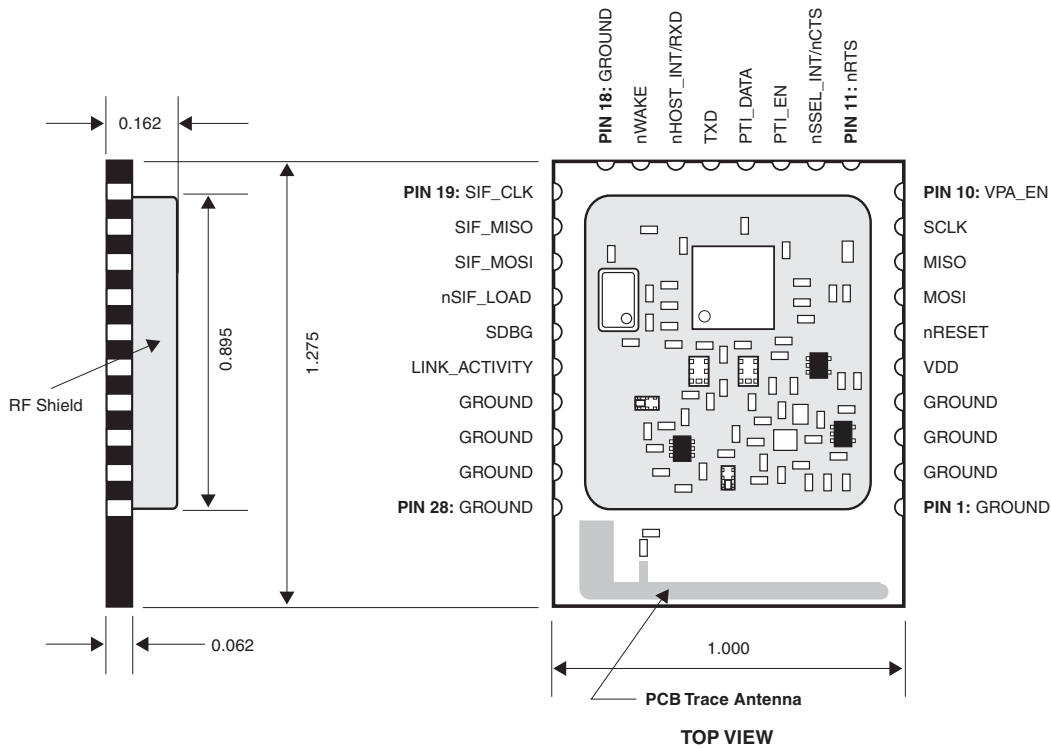 PIN 18: GROUND
nWAKE
nHOST_INT/RXD
TXD
PTI_DATA
PTI_EN
nSSEL_INT/nCTS
PIN 11: nRTS
0.162
PIN 19: SIF_CLK
SIF_MISO
SIF_MOSI
nSIF_LOAD
SDBG
LINK_ACTIVITY
GROUND
GROUND
GROUND
PIN 28: GROUND
PIN 10: VPA_EN
SCLK
MISO
MOSI
nRESET
VDD
GROUND
GROUND
GROUND
PIN 1: GROUND
0.895
1.275
RF Shield
0.062
1.000
PCB Trace Antenna
TOP VIEW